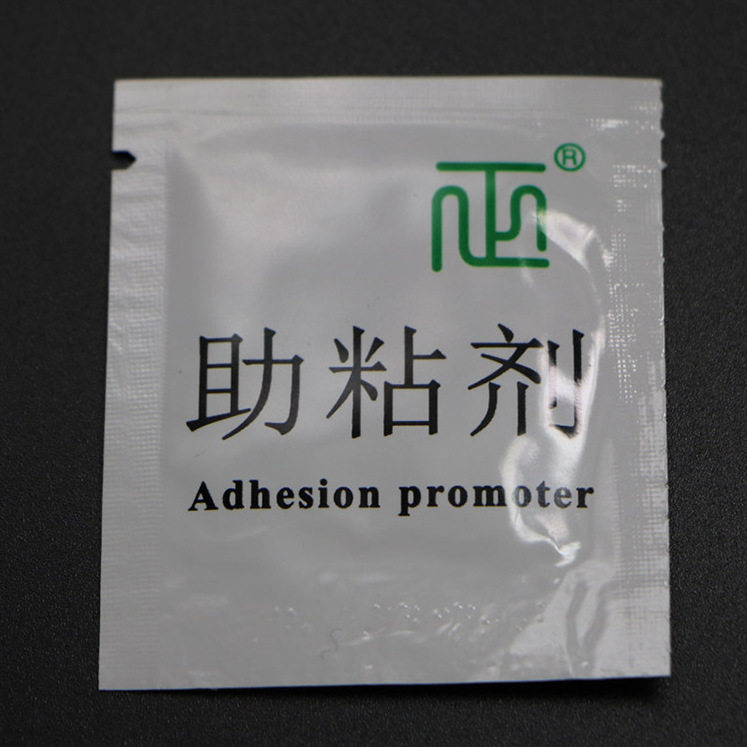 ®
助粘剂
Adhesion promoter